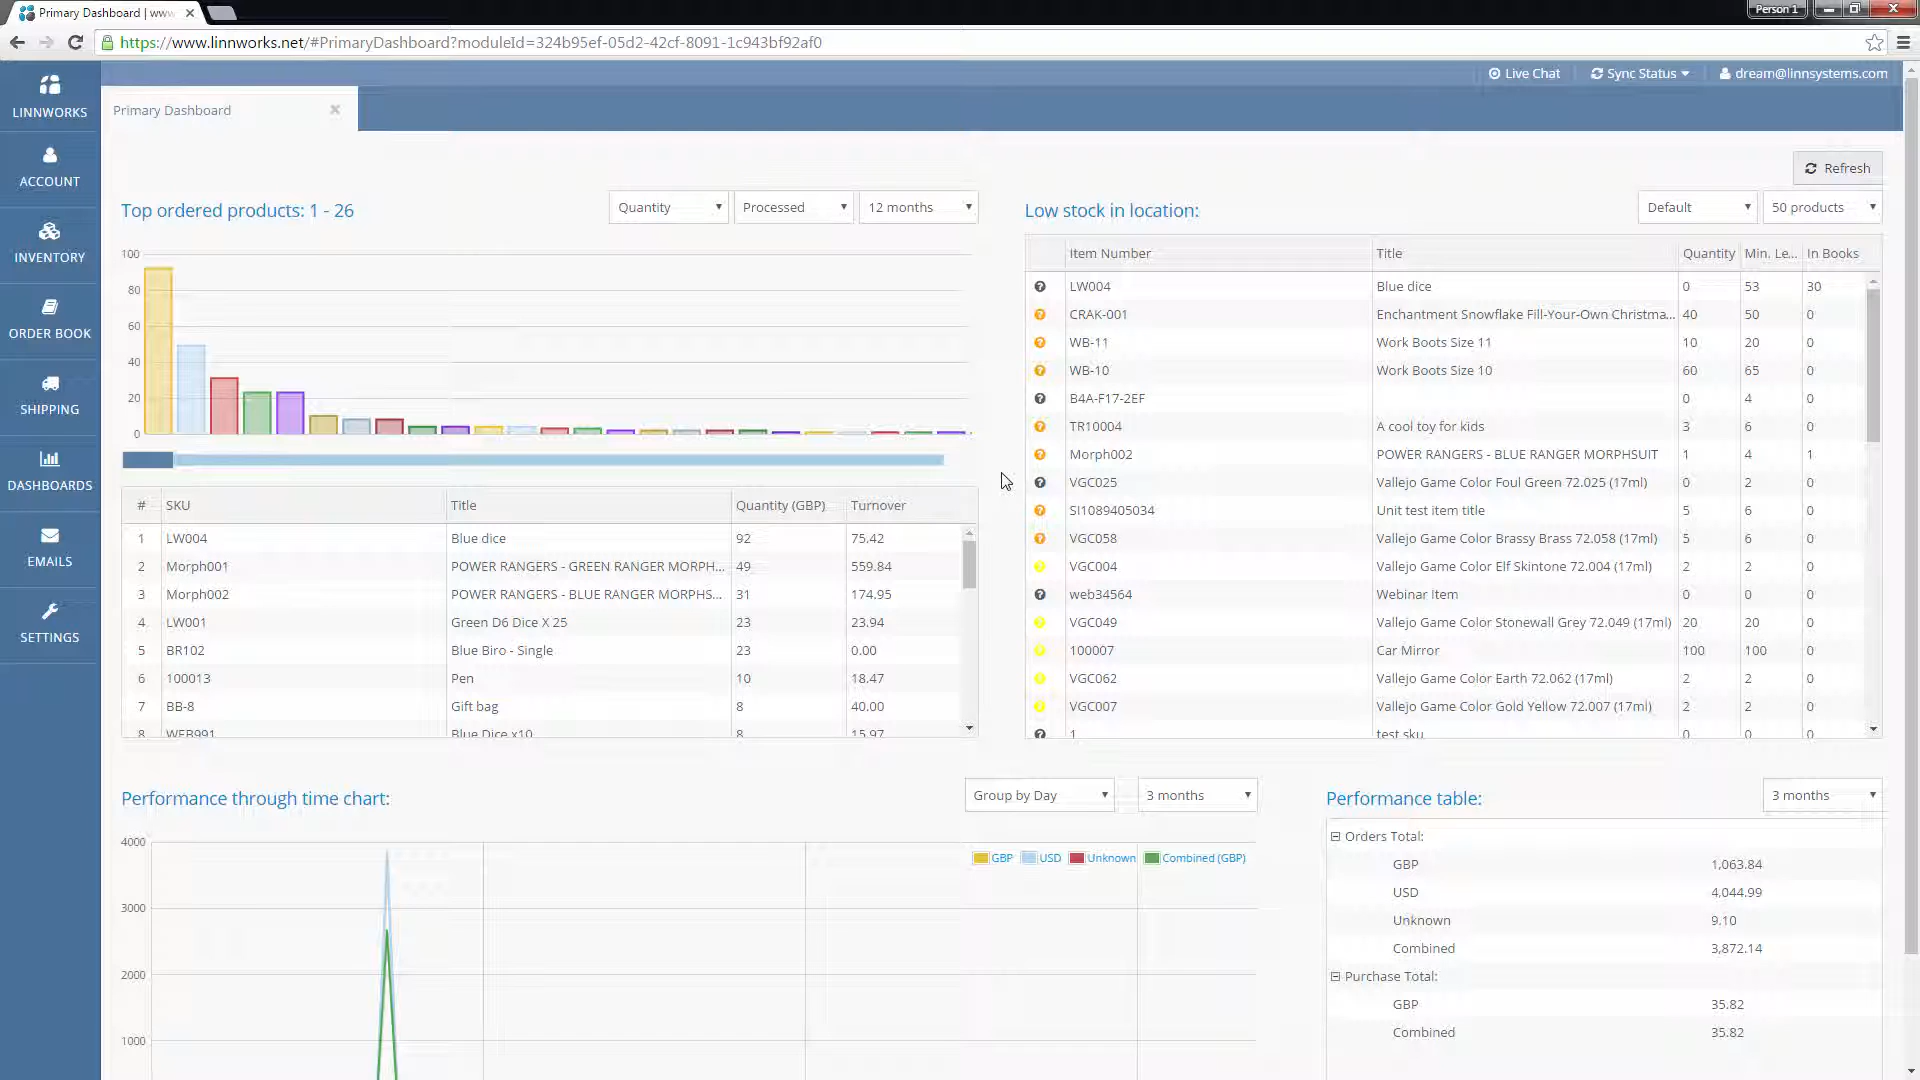 Primary Dashboard | www
Person 1
https://www.linnworks.net/#PrimaryDashboard?moduleId=324b95ef-05d2-42cf-8091-1c943bf92af0
Live Chat Sync Status dream@linnsystems.com
LINNWORKS
ACCOUNT
INVENTORY
ORDER BOOK
SHIPPING
DASHBOARDS
EMAILS
SETTINGS
Primary Dashboard
Refresh
Top ordered products: 1 - 26
Quantity Processed 12 months
100
80
60
40
20
0
# SKU Title Quantity (GBP) Turnover
1 LW004 Blue dice 92 75.42
2 Morph001 POWER RANGERS - GREEN RANGER MORPH... 49 559.84
3 Morph002 POWER RANGERS - BLUE RANGER MORPHS... 31 174.95
4 LW001 Green D6 Dice X 25 23 23.94
5 BR102 Blue Biro - Single 23 0.00
6 100013 Pen 10 18.47
7 BB-8 Gift bag 8 40.00
8 WEB991 Blue Dice x10 8 15.97
Low stock in location:
Default 50 products
Item Number Title Quantity Min. Le... In Books
LW004 Blue dice 0 53 30
CRAK-001 Enchantment Snowflake Fill-Your-Own Christma... 40 50 0
WB-11 Work Boots Size 11 10 20 0
WB-10 Work Boots Size 10 60 65 0
B4A-F17-2EF 0 4 0
TR10004 A cool toy for kids 3 6 0
Morph002 POWER RANGERS - BLUE RANGER MORPHSUIT 1 4 1
VGC025 Vallejo Game Color Foul Green 72.025 (17ml) 0 2 0
SI1089405034 Unit test item title 5 6 0
VGC058 Vallejo Game Color Brassy Brass 72.058 (17ml) 5 6 0
VGC004 Vallejo Game Color Elf Skintone 72.004 (17ml) 2 2 0
web34564 Webinar Item 0 0 0
VGC049 Vallejo Game Color Stonewall Grey 72.049 (17ml) 20 20 0
100007 Car Mirror 100 100 0
VGC062 Vallejo Game Color Earth 72.062 (17ml) 2 2 0
VGC007 Vallejo Game Color Gold Yellow 72.007 (17ml) 2 2 0
1 test sku 0 0 0
Performance through time chart:
Group by Day 3 months
4000
3000
2000
1000
GBP USD Unknown Combined (GBP)
Performance table:
3 months
Orders Total:
GBP 1,063.84
USD 4,044.99
Unknown 9.10
Combined 3,872.14
Purchase Total:
GBP 35.82
Combined 35.82